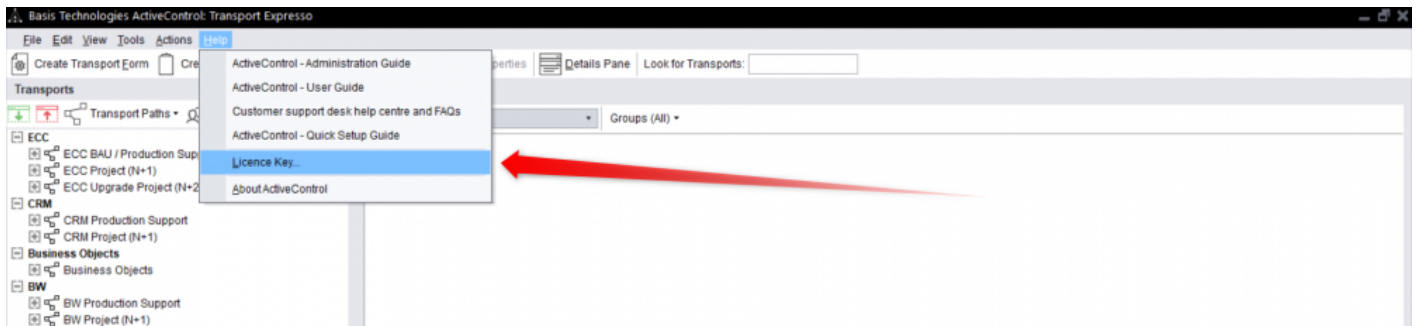 Basis Technologies ActiveControl: Transport Expresso
File Edit View Tools Actions Help
Create Transport Form Cre perties Details Pane Look for Transports:
ActiveControl - Administration Guide
ActiveControl - User Guide
Customer support desk help centre and FAQs
ActiveControl - Quick Setup Guide
Licence Key...
About ActiveControl
Transports
Transport Paths
Groups (All)
ECC
ECC BAU / Production Sup
ECC Project (N+1)
ECC Upgrade Project (N+2
CRM
CRM Production Support
CRM Project (N+1)
Business Objects
Business Objects
BW
BW Production Support
BW Project (N+1)